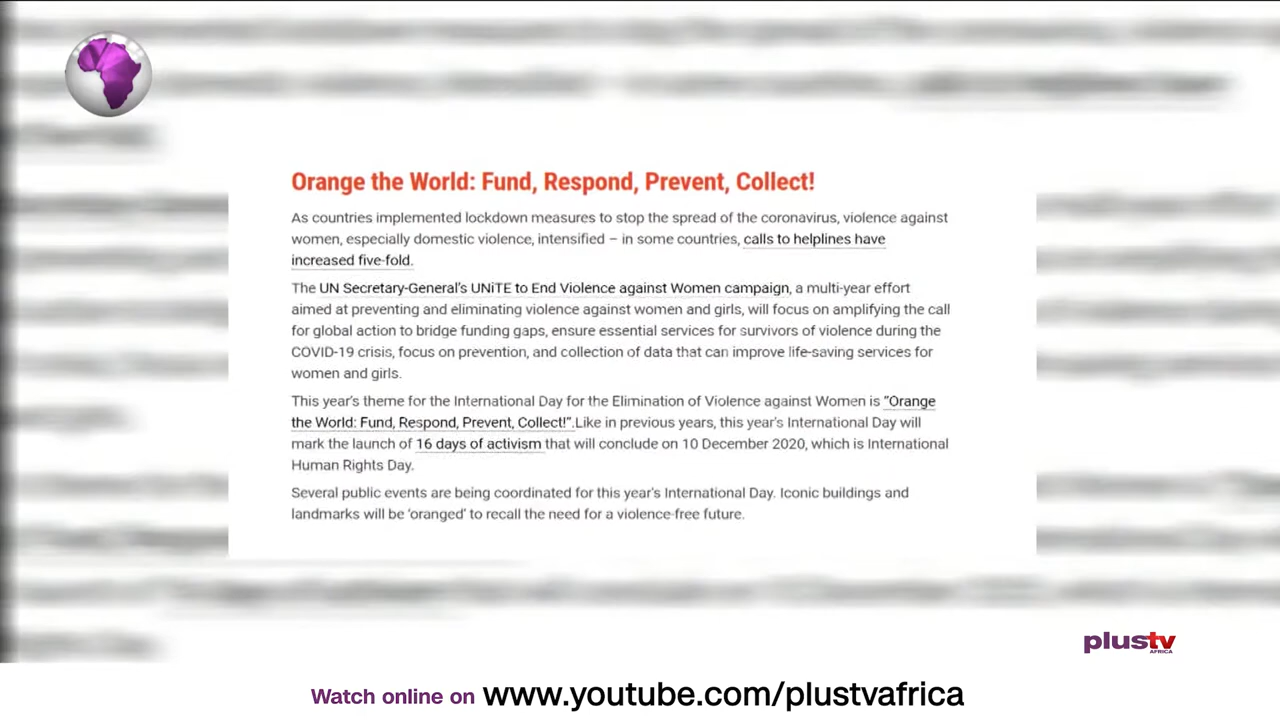 Orange the World: Fund, Respond, Prevent, Collect!
As countries implemented lockdown measures to stop the spread of the coronavirus, violence against
women, especially domestic violence, intensified – in some countries, calls to helplines have
increased five-fold.
The UN Secretary-General's UNiTE to End Violence against Women campaign, a multi-year effort
aimed at preventing and eliminating violence against women and girls, will focus on amplifying the call
for global action to bridge funding gaps, ensure essential services for survivors of violence during the
COVID-19 crisis, focus on prevention, and collection of data that can improve life-saving services for
women and girls.
This year's theme for the International Day for the Elimination of Violence against Women is "Orange
the World: Fund, Respond, Prevent, Collect!".Like in previous years, this year's International Day will
mark the launch of 16 days of activism that will conclude on 10 December 2020, which is International
Human Rights Day.
Several public events are being coordinated for this year's International Day. Iconic buildings and
landmarks will be 'oranged' to recall the need for a violence-free future.
plustv
AFRICA
Watch online on www.youtube.com/plustvafrica